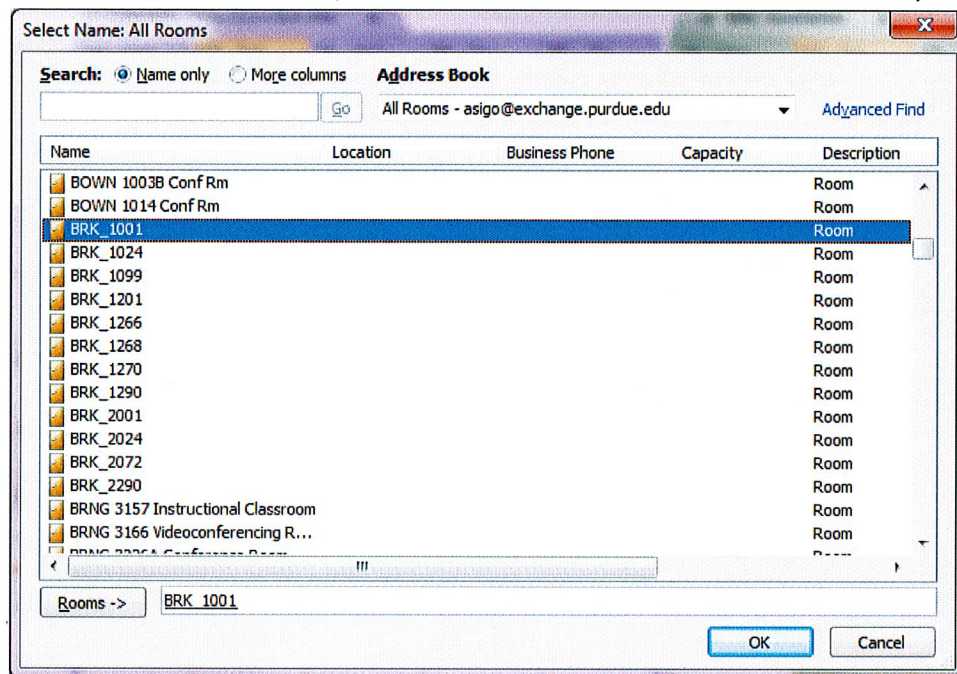 Select Name: All Rooms
Search: Name only More columns Address Book
Go All Rooms - asigo@exchange.purdue.edu Advanced Find
Name Location Business Phone Capacity Description
BOWN 1003B Conf Rm Room
BOWN 1014 Conf Rm Room
BRK_1001 Room
BRK_1024 Room
BRK_1099 Room
BRK_1201 Room
BRK_1266 Room
BRK_1268 Room
BRK_1270 Room
BRK_1290 Room
BRK_2001 Room
BRK_2024 Room
BRK_2072 Room
BRK_2290 Room
BRNG 3157 Instructional Classroom Room
BRNG 3166 Videoconferencing R... Room
Rooms -> BRK_1001
OK Cancel